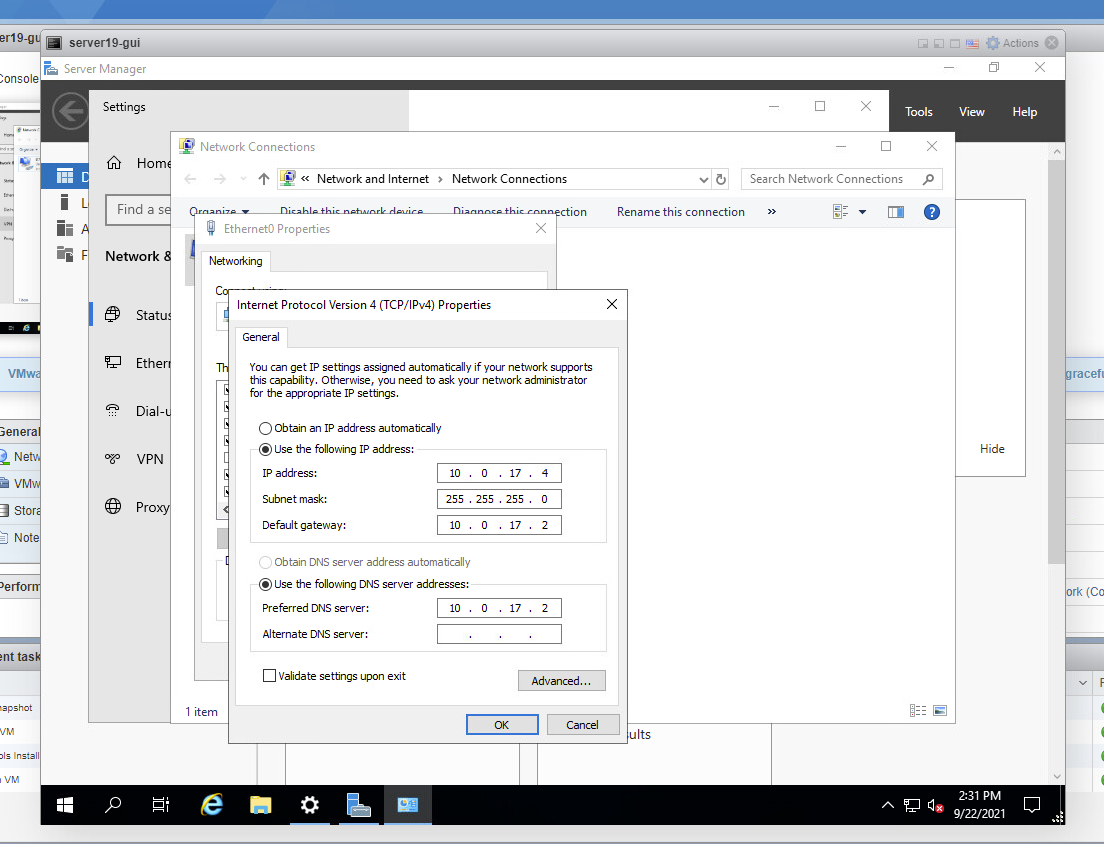 er19-gu
server19-gui
Actions
Console
Server Manager
Settings
Tools
View
Help
Network Connections
Home
Network and Internet
Network Connections
Search Network Connections
Find a se
Organize
Disable this network device
Diagnose this connection
Rename this connection
»
Ethernet0 Properties
Network &
Networking
Internet Protocol Version 4 (TCP/IPv4) Properties
Status
General
Ethern
You can get IP settings assigned automatically if your network supports
this capability. Otherwise, you need to ask your network administrator
for the appropriate IP settings.
VMwa
graceful
Dial-u
Obtain an IP address automatically
General
Use the following IP address:
Hide
Netw
VPN
IP address: 10 . 0 . 17 . 4
VMw
Subnet mask: 255 . 255 . 255 . 0
Stora
Proxy
Default gateway: 10 . 0 . 17 . 2
Note
Obtain DNS server address automatically
Perform
Use the following DNS server addresses:
ork (Co
Preferred DNS server: 10 . 0 . 17 . 2
Alternate DNS server: . . .
ent task
Validate settings upon exit
Advanced...
napshot
1 item
OK
Cancel
VM
ults
ols Install
VM
2:31 PM
9/22/2021